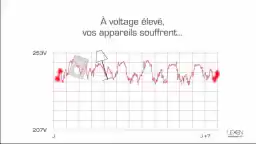 À voltage élevé,
vos appareils souffrent...
253V
207V
J
J+7